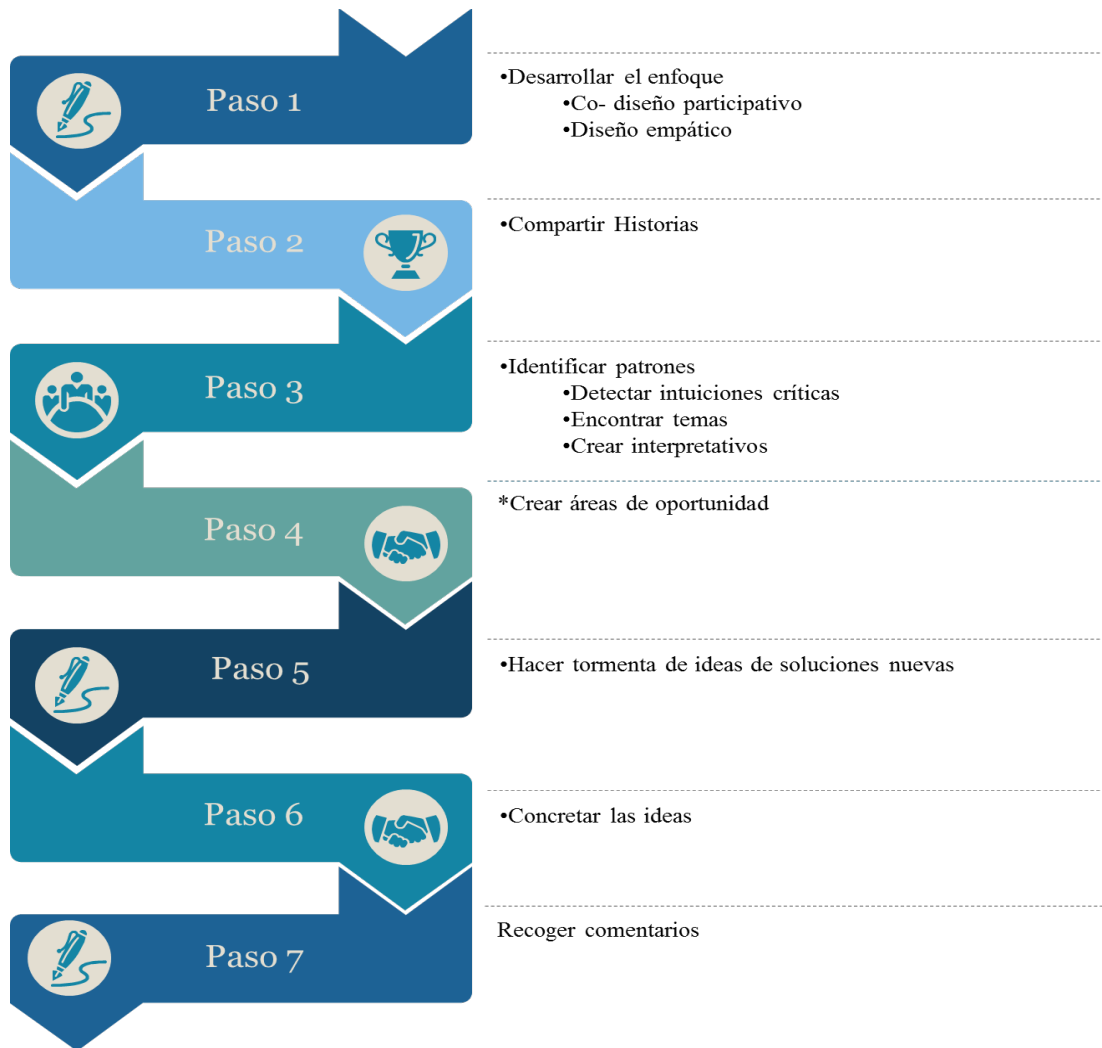 Paso 1
•Desarrollar el enfoque
•Co- diseño participativo
•Diseño empático
Paso 2
•Compartir Historias
Paso 3
•Identificar patrones
•Detectar intuiciones críticas
•Encontrar temas
•Crear interpretativos
Paso 4
*Crear áreas de oportunidad
Paso 5
•Hacer tormenta de ideas de soluciones nuevas
Paso 6
•Concretar las ideas
Paso 7
Recoger comentarios